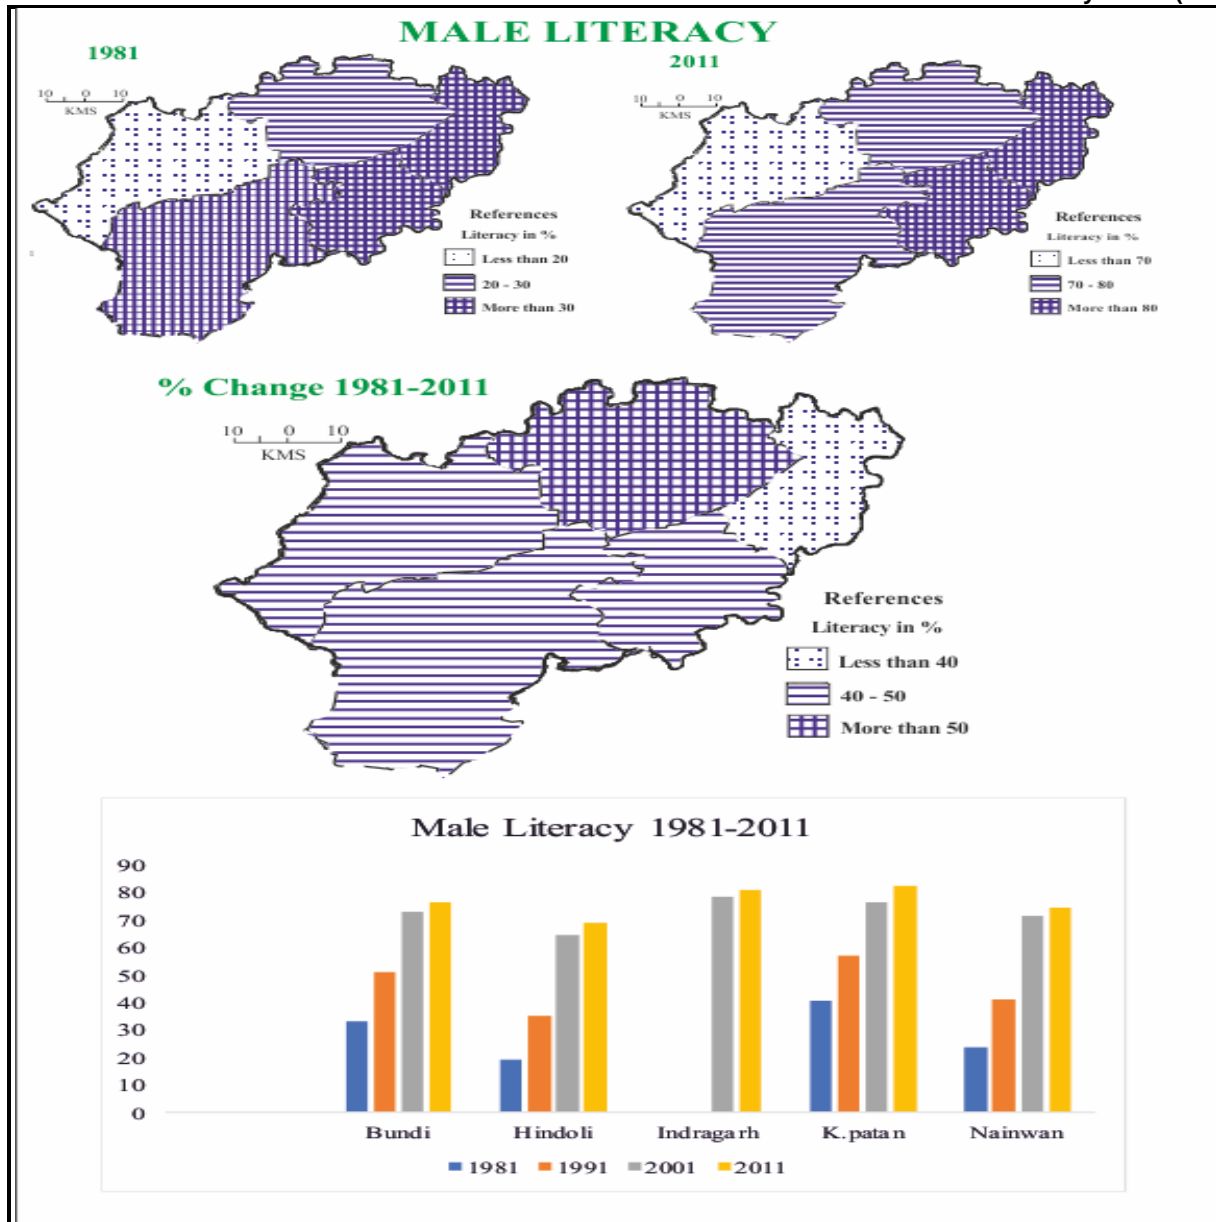 MALE LITERACY
1981
10 0 10
KMS
References
Literacy in %
Less than 20
20 - 30
More than 30
2011
10 0 10
KMS
References
Literacy in %
Less than 70
70 - 80
More than 80
% Change 1981-2011
10 0 10
KMS
References
Literacy in %
Less than 40
40 - 50
More than 50
Male Literacy 1981-2011
90
80
70
60
50
40
30
20
10
0
Bundi Hindoli Indragarh K.patan Nainwan
1981 1991 2001 2011